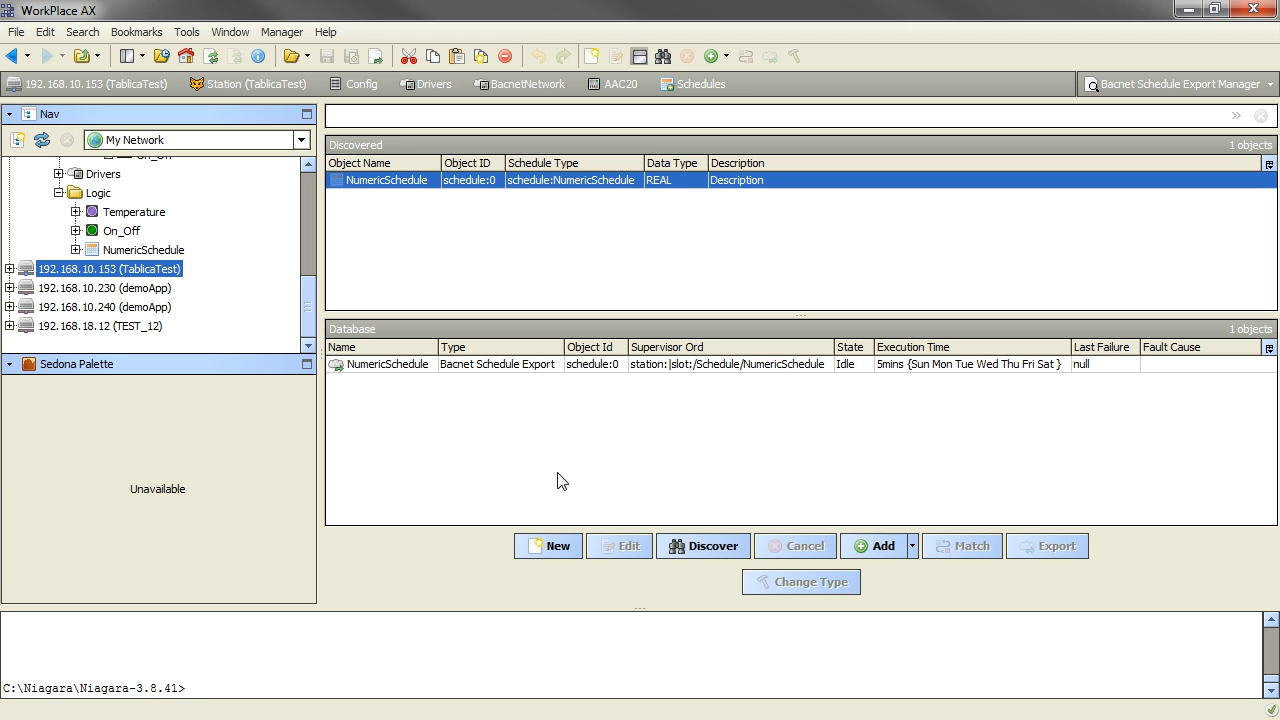 WorkPlace AX
File Edit Search Bookmarks Tools Window Manager Help
192.168.10.153 (TablicaTest) Station (TablicaTest) Config Drivers BacnetNetwork AAC20 Schedules Bacnet Schedule Export Manager
Nav
My Network
On_Off
Drivers
Logic
Temperature
On_Off
NumericSchedule
192.168.10.153 (TablicaTest)
192.168.10.230 (demoApp)
192.168.10.240 (demoApp)
192.168.18.12 (TEST_12)
Sedona Palette
Unavailable
Discovered 1 objects
Object Name Object ID Schedule Type Data Type Description
NumericSchedule schedule:0 schedule:NumericSchedule REAL Description
Database 1 objects
Name Type Object Id Supervisor Ord State Execution Time Last Failure Fault Cause
NumericSchedule Bacnet Schedule Export schedule:0 station:|slot:/Schedule/NumericSchedule Idle 5mins {Sun Mon Tue Wed Thu Fri Sat } null
New Edit Discover Cancel Add Match Export
Change Type
C:\Niagara\Niagara-3.8.41>